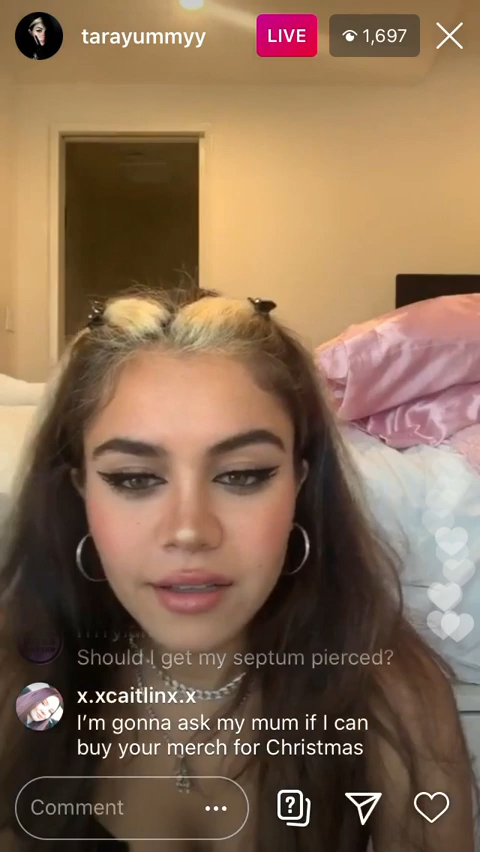 tarayummyy
LIVE
1,697
Should I get my septum pierced?
x.xcaitlinx.x
I’m gonna ask my mum if I can
buy your merch for Christmas
Comment